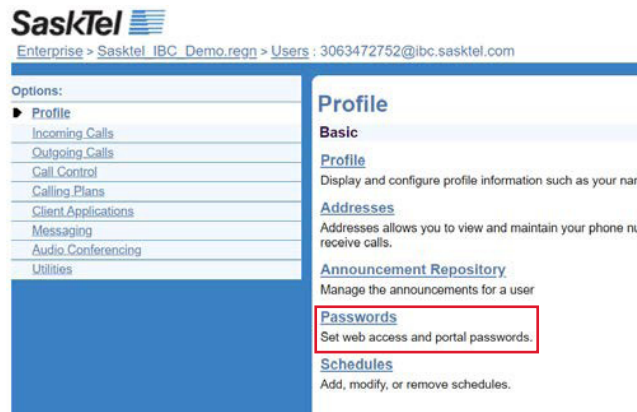 SaskTel
Enterprise > Sasktel_IBC_Demo.regn > Users : 3063472752@ibc.sasktel.com
Options:
Profile
Incoming Calls
Outgoing Calls
Call Control
Calling Plans
Client Applications
Messaging
Audio Conferencing
Utilities
Profile
Basic
Profile
Display and configure profile information such as your
Addresses
Addresses allows you to view and maintain your phone
receive calls.
Announcement Repository
Manage the announcements for a user
Passwords
Set web access and portal passwords.
Schedules
Add, modify, or remove schedules.